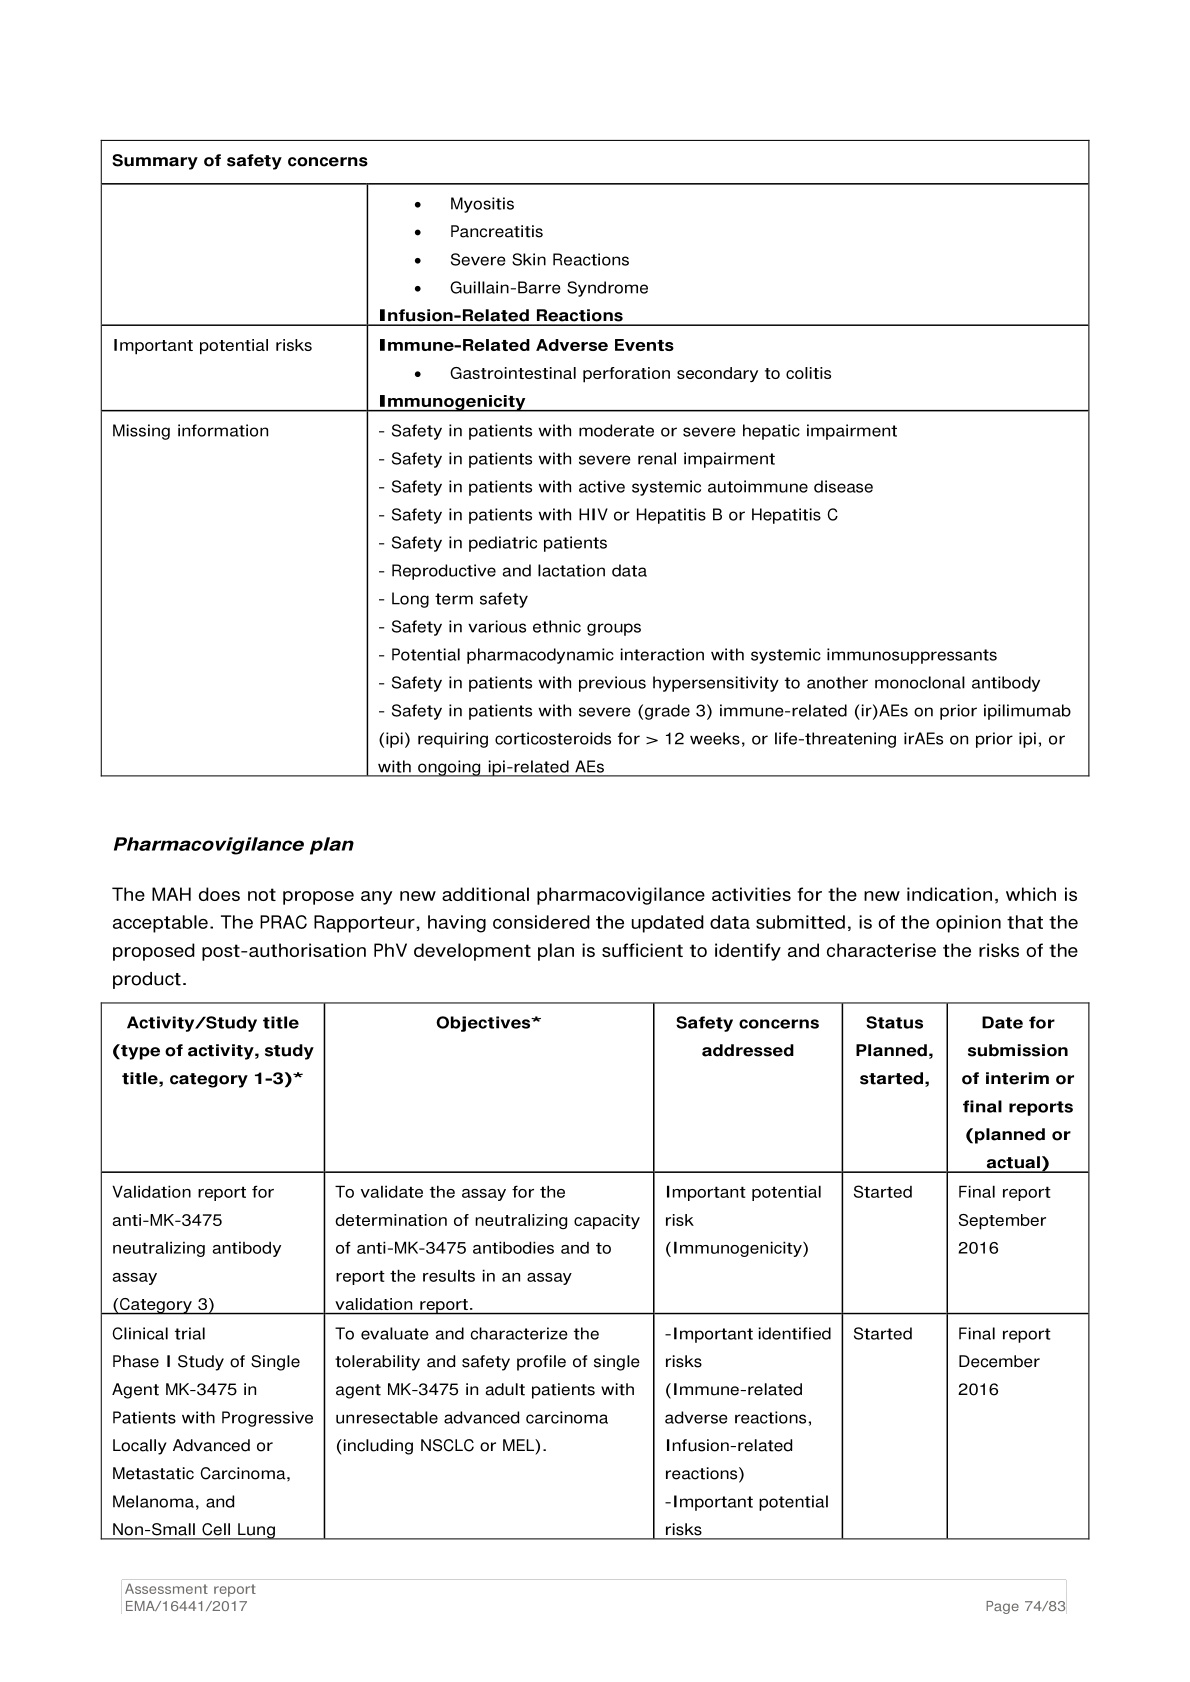 Summary of safety concerns
• Myositis
• Pancreatitis
• Severe Skin Reactions
• Guillain-Barre Syndrome
Infusion-Related Reactions
Important potential risks
Immune-Related Adverse Events
• Gastrointestinal perforation secondary to colitis
Immunogenicity
Missing information
- Safety in patients with moderate or severe hepatic impairment
- Safety in patients with severe renal impairment
- Safety in patients with active systemic autoimmune disease
- Safety in patients with HIV or Hepatitis B or Hepatitis C
- Safety in pediatric patients
- Reproductive and lactation data
- Long term safety
- Safety in various ethnic groups
- Potential pharmacodynamic interaction with systemic immunosuppressants
- Safety in patients with previous hypersensitivity to another monoclonal antibody
- Safety in patients with severe (grade 3) immune-related (ir)AEs on prior ipilimumab
(ipi) requiring corticosteroids for > 12 weeks, or life-threatening irAEs on prior ipi, or
with ongoing ipi-related AEs
Pharmacovigilance plan
The MAH does not propose any new additional pharmacovigilance activities for the new indication, which is
acceptable. The PRAC Rapporteur, having considered the updated data submitted, is of the opinion that the
proposed post-authorisation PhV development plan is sufficient to identify and characterise the risks of the
product.
Activity/Study title
(type of activity, study
title, category 1-3)*
Objectives*
Safety concerns
addressed
Status
Planned,
started,
Date for
submission
of interim or
final reports
(planned or
actual)
Validation report for
anti-MK-3475
neutralizing antibody
assay
(Category 3)
To validate the assay for the
determination of neutralizing capacity
of anti-MK-3475 antibodies and to
report the results in an assay
validation report.
Important potential
risk
(Immunogenicity)
Started
Final report
September
2016
Clinical trial
Phase I Study of Single
Agent MK-3475 in
Patients with Progressive
Locally Advanced or
Metastatic Carcinoma,
Melanoma, and
Non-Small Cell Lung
To evaluate and characterize the
tolerability and safety profile of single
agent MK-3475 in adult patients with
unresectable advanced carcinoma
(including NSCLC or MEL).
-Important identified
risks
(Immune-related
adverse reactions,
Infusion-related
reactions)
-Important potential
risks
Started
Final report
December
2016
Assessment report
EMA/16441/2017
Page 74/83